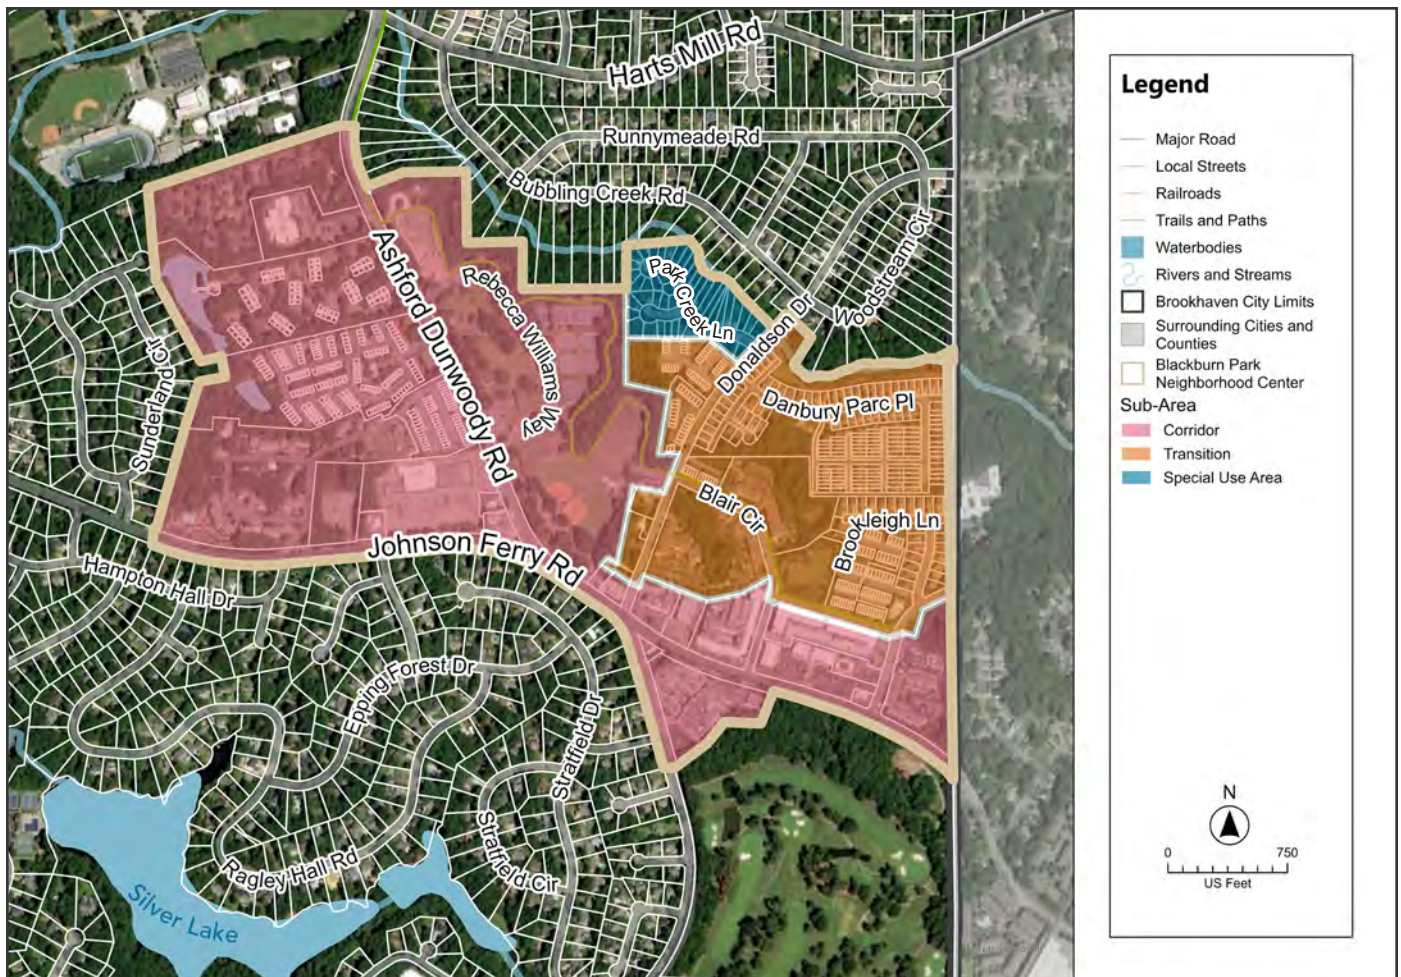 Harts Mill Rd
Runnymeade Rd
Bubbling Creek Rd
Woodstream Cir
Ashford Dunwoody Rd
Rebecca Williams Way
Park Creek Ln
Donaldson Dr
Danbury Parc Pl
Sunderland Cir
Blair Cir
Brookleigh Ln
Johnson Ferry Rd
Hampton Hall Dr
Epping Forest Dr
Stratfield Dr
Stratfield Cir
Ragley Hall Rd
Silver Lake
Legend
Major Road
Local Streets
Railroads
Trails and Paths
Waterbodies
Rivers and Streams
Brookhaven City Limits
Surrounding Cities and
Counties
Blackburn Park
Neighborhood Center
Sub-Area
Corridor
Transition
Special Use Area
N
0 750
US Feet